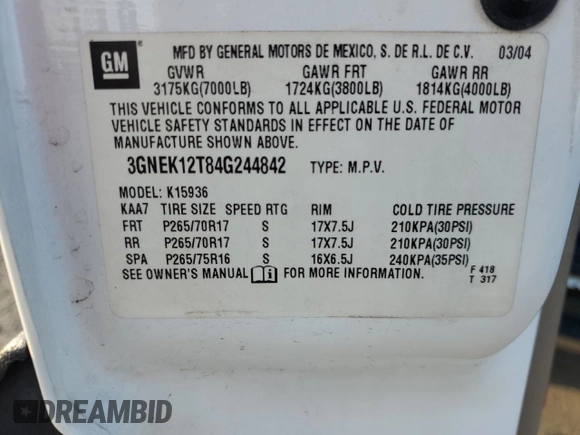 GM
MFD BY GENERAL MOTORS DE MEXICO, S. DE R.L. DE C.V. 03/04
GVWR GAWR FRT GAWR RR
3175KG(7000LB) 1724KG(3800LB) 1814KG(4000LB)
THIS VEHICLE CONFORMS TO ALL APPLICABLE U.S. FEDERAL MOTOR
VEHICLE SAFETY STANDARDS IN EFFECT ON THE DATE OF
MANUFACTURE SHOWN ABOVE.
3GNEK12T84G244842 TYPE: M.P.V.
MODEL: K15936
KAA7 TIRE SIZE SPEED RTG RIM COLD TIRE PRESSURE
FRT P265/70R17 S 17X7.5J 210KPA(30PSI)
RR P265/70R17 S 17X7.5J 210KPA(30PSI)
SPA P265/75R16 S 16X6.5J 240KPA(35PSI)
SEE OWNER'S MANUAL FOR MORE INFORMATION.
F 418
T 317
DREAMBID